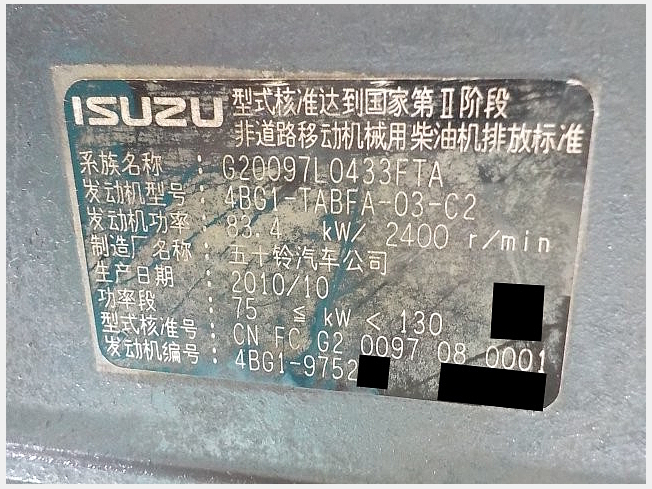 ISUZU 型式核准达到国家第Ⅱ阶段
非道路移动机械用柴油机排放标准
系族名称 : G20097L0433FTA
发动机型号 : 4BG1-TABFA-03-C2
发动机功率 : 83.4 kW/ 2400 r/min
制造厂名称 : 五十铃汽车公司
生产日期 : 2010/10
功率段 : 75 ≦ kW < 130
型式核准号 : CN FC G2 0097 08 0001
发动机编号 : 4BG1-9752